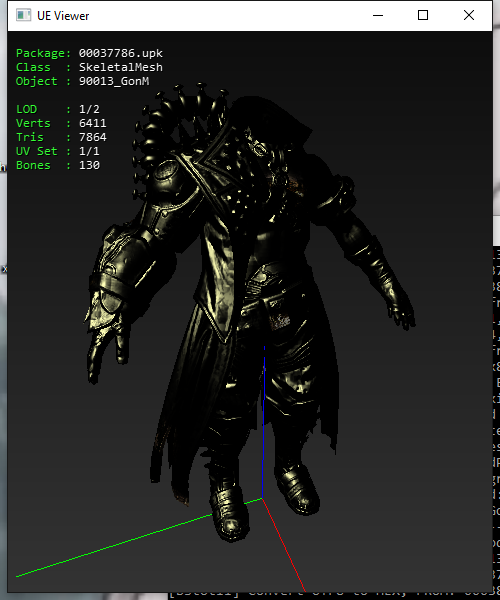 UE Viewer
Package: 00037786.upk
Class  : SkeletalMesh
Object : 90013_GonM
LOD    : 1/2
Verts  : 6411
Tris   : 7864
UV Set : 1/1
Bones  : 130